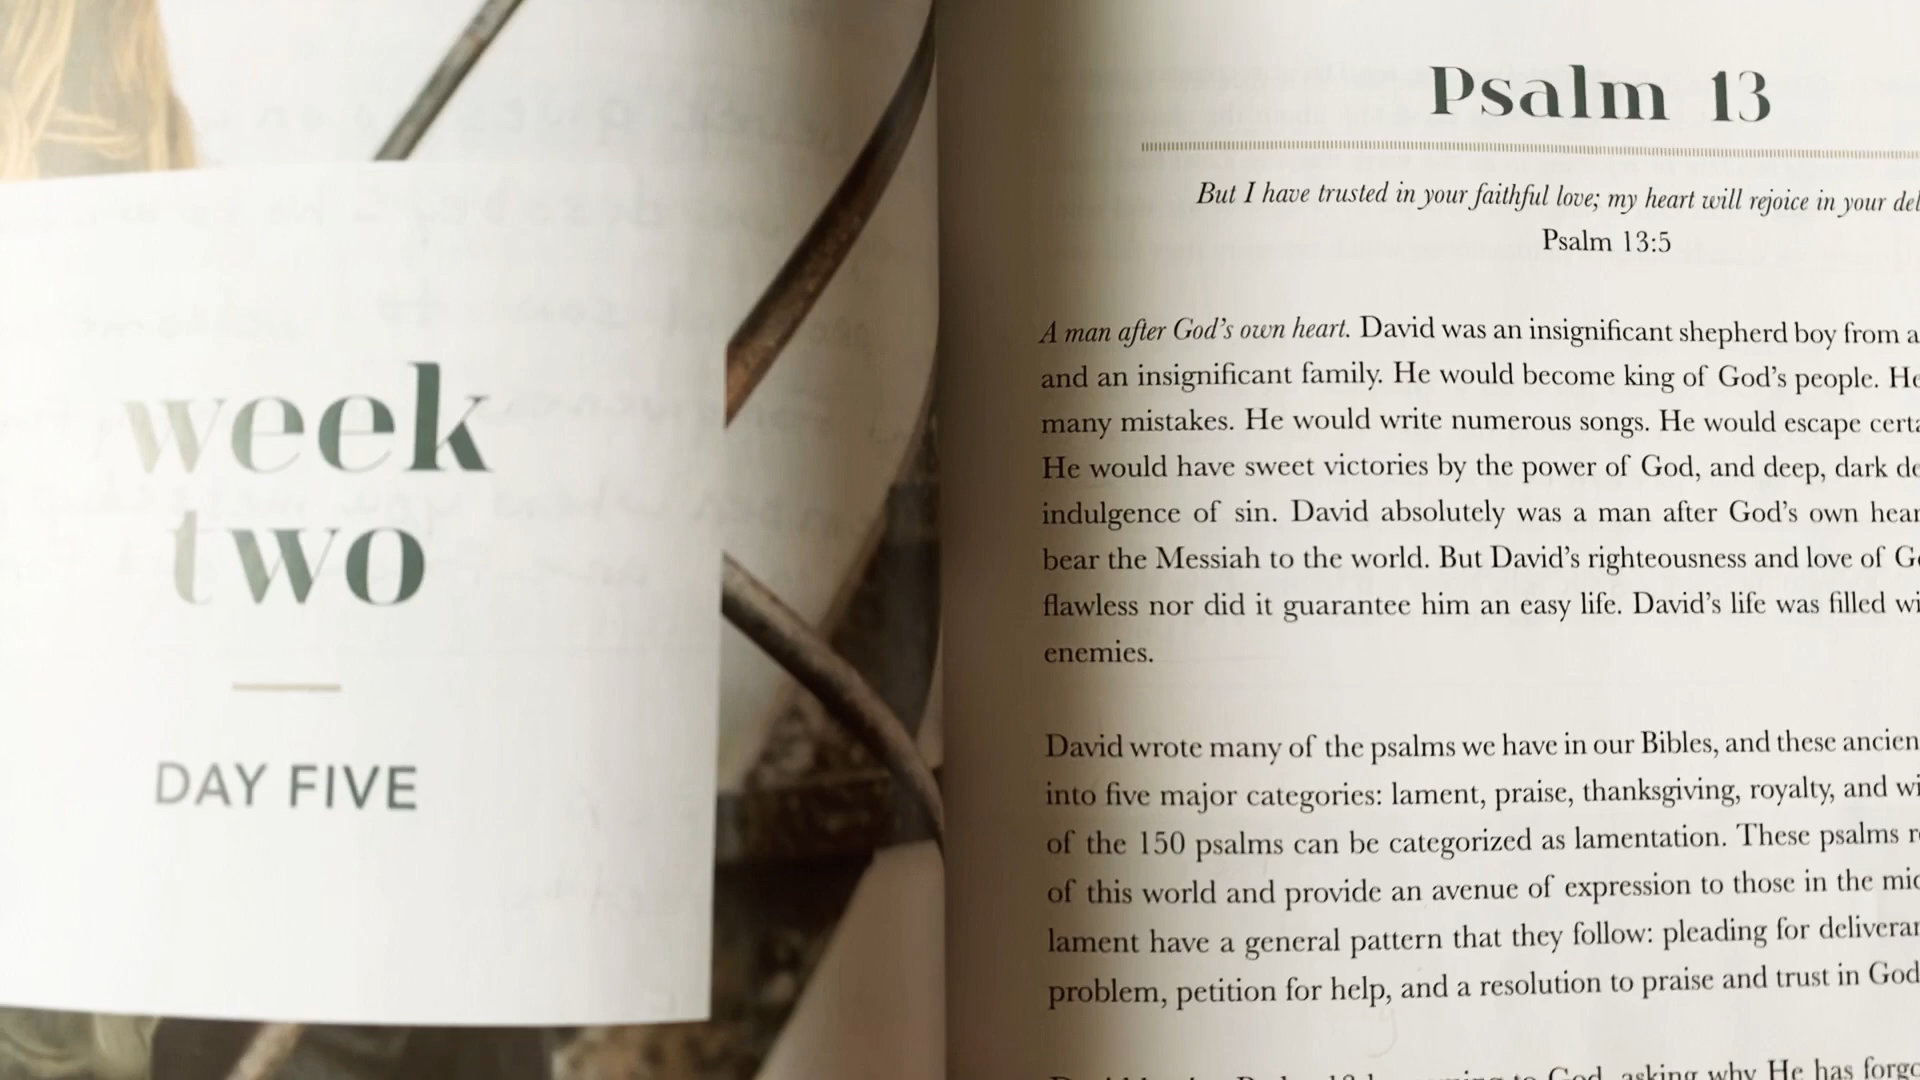 week
two
DAY FIVE
Psalm 13
But I have trusted in your faithful love; my heart will rejoice in your
Psalm 13:5
A man after God's own heart. David was an insignificant shepherd boy from a
and an insignificant family. He would become king of God's people. He
many mistakes. He would write numerous songs. He would escape
He would have sweet victories by the power of God, and deep, dark
indulgence of sin. David absolutely was a man after God's own
bear the Messiah to the world. But David's righteousness and love of
flawless nor did it guarantee him an easy life. David's life was filled
enemies.
David wrote many of the psalms we have in our Bibles, and these
into five major categories: lament, praise, thanksgiving, royalty, and
of the 150 psalms can be categorized as lamentation. These psalms
of this world and provide an avenue of expression to those in the
lament have a general pattern that they follow: pleading for
problem, petition for help, and a resolution to praise and trust in God
to God, asking why He has